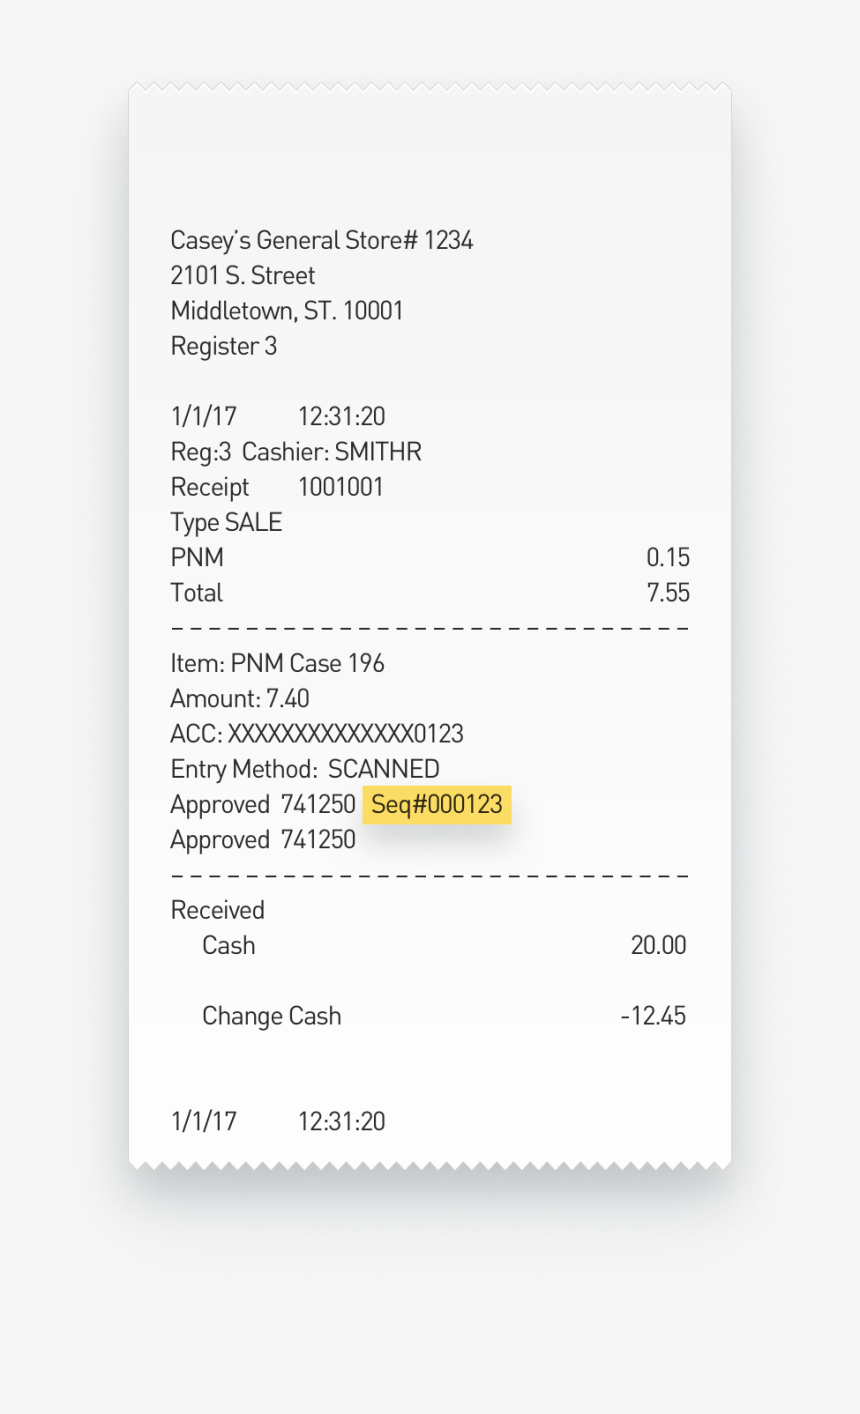 Casey's General Store# 1234
2101 S. Street
Middletown, ST. 10001
Register 3
1/1/17 12:31:20
Reg:3 Cashier: SMITHR
Receipt 1001001
Type SALE
PNM 0.15
Total 7.55
----------------------------
Item: PNM Case 196
Amount: 7.40
ACC: XXXXXXXXXXXXXX0123
Entry Method: SCANNED
Approved 741250 Seq#000123
Approved 741250
----------------------------
Received
Cash 20.00
Change Cash -12.45
1/1/17 12:31:20